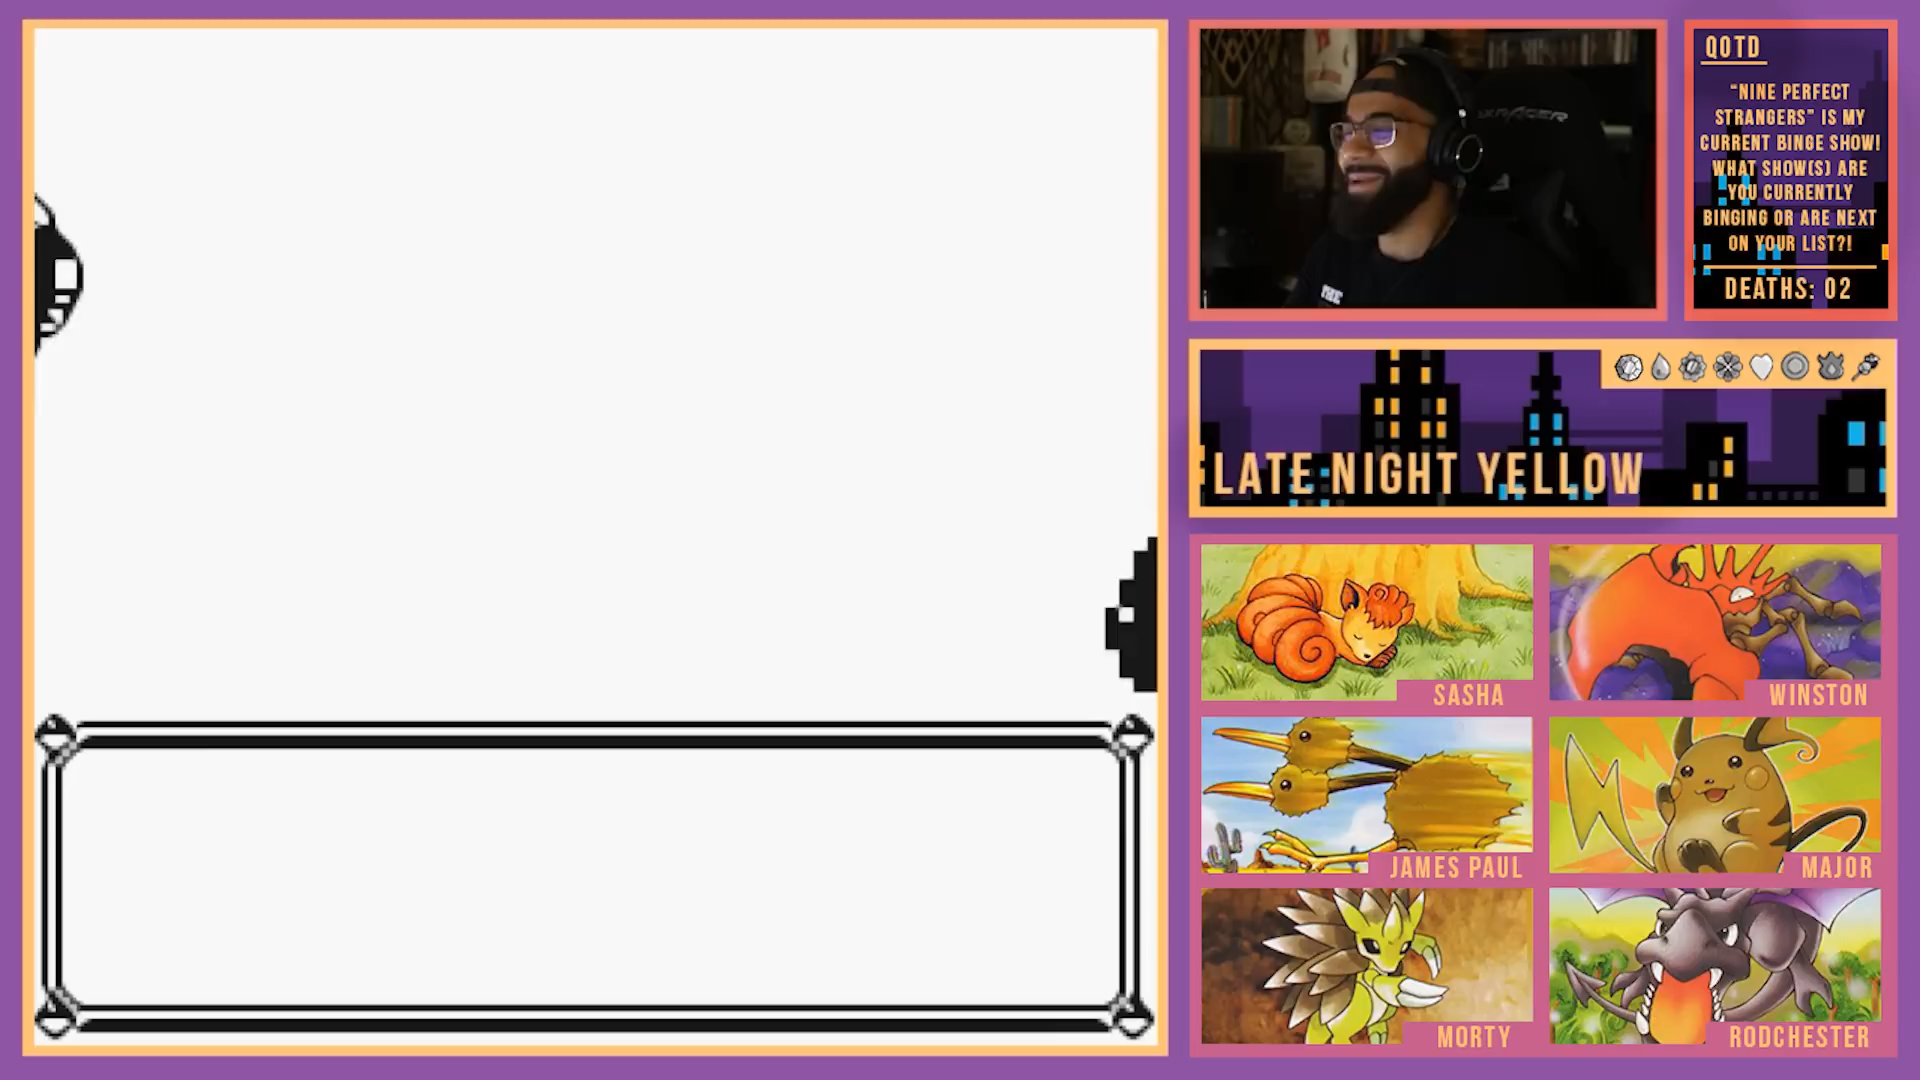 QOTD
"NINE PERFECT
STRANGERS" IS MY
CURRENT BINGE SHOW!
WHAT SHOW(S) ARE
YOU CURRENTLY
BINGING OR ARE NEXT
ON YOUR LIST?!
DEATHS: 02
LATE NIGHT YELLOW
SASHA
WINSTON
JAMES PAUL
MAJOR
MORTY
RODCHESTER